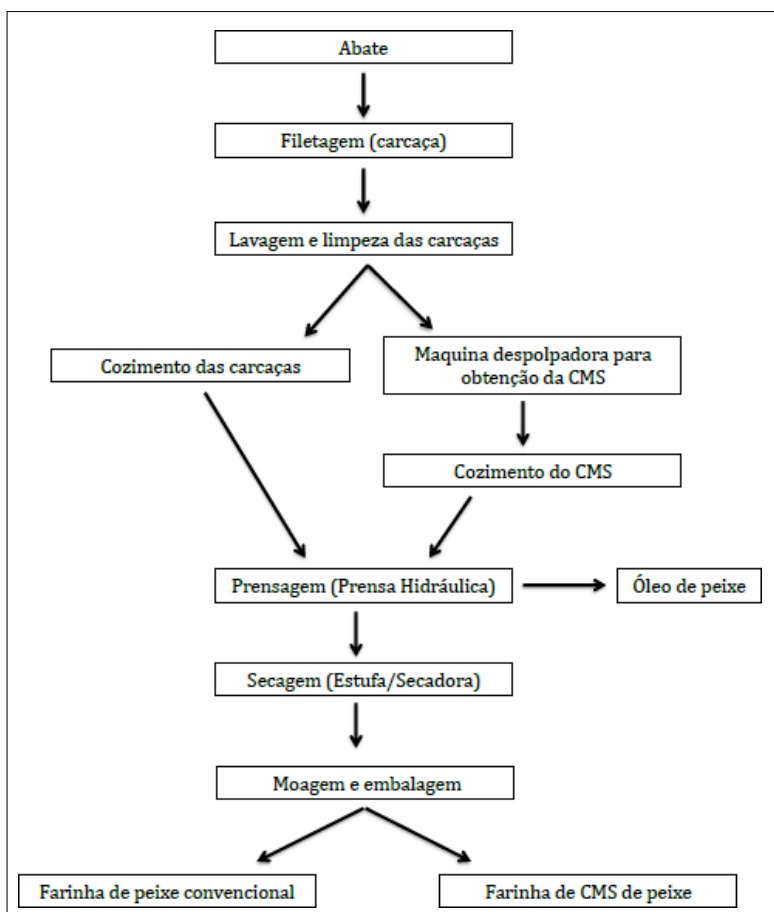 Abate
Filetagem (carcaça)
Lavagem e limpeza das carcaças
Cozimento das carcaças
Maquina despolpadora para
obtenção da CMS
Cozimento do CMS
Prensagem (Prensa Hidráulica)
Óleo de peixe
Secagem (Estufa/Secadora)
Moagem e embalagem
Farinha de peixe convencional
Farinha de CMS de peixe